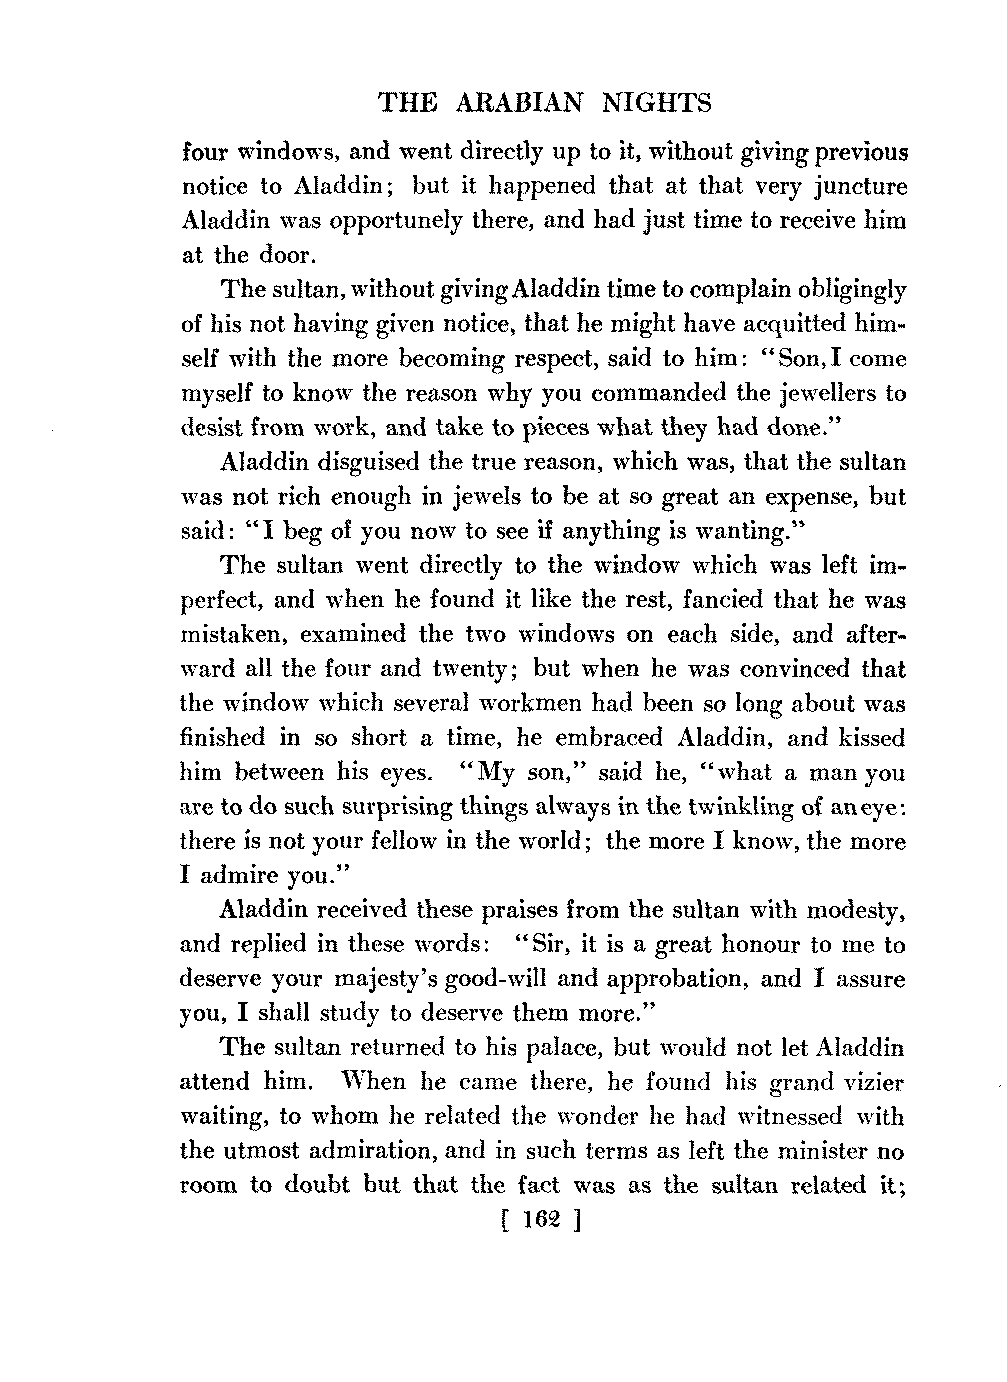 THE ARABIAN NIGHTS
four windows, and went directly up to it, without giving previous
notice to Aladdin; but it happened that at that very juncture
Aladdin was opportunely there, and had just time to receive him
at the door.
The sultan, without giving Aladdin time to complain obligingly
of his not having given notice, that he might have acquitted him-
self with the more becoming respect, said to him: “Son, I come
myself to know the reason why you commanded the jewellers to
desist from work, and take to pieces what they had done.”
Aladdin disguised the true reason, which was, that the sultan
was not rich enough in jewels to be at so great an expense, but
said: “I beg of you now to see if anything is wanting.”
The sultan went directly to the window which was left im-
perfect, and when he found it like the rest, fancied that he was
mistaken, examined the two windows on each side, and after-
ward all the four and twenty; but when he was convinced that
the window which several workmen had been so long about was
finished in so short a time, he embraced Aladdin, and kissed
him between his eyes. “My son,” said he, “what a man you
are to do such surprising things always in the twinkling of an eye:
there is not your fellow in the world; the more I know, the more
I admire you.”
Aladdin received these praises from the sultan with modesty,
and replied in these words: “Sir, it is a great honour to me to
deserve your majesty’s good-will and approbation, and I assure
you, I shall study to deserve them more.”
The sultan returned to his palace, but would not let Aladdin
attend him. When he came there, he found his grand vizier
waiting, to whom he related the wonder he had witnessed with
the utmost admiration, and in such terms as left the minister no
room to doubt but that the fact was as the sultan related it;
[ 162 ]